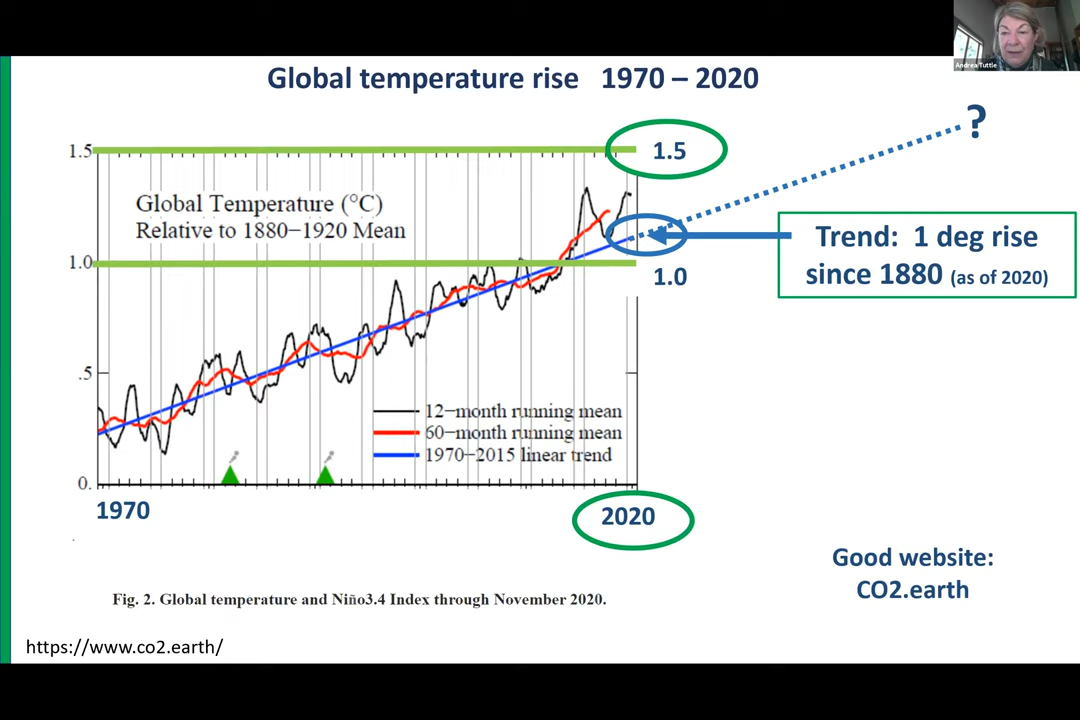 Andrea Tuttle
Global temperature rise 1970 – 2020
?
1.5
1.5
Global Temperature (°C)
Relative to 1880−1920 Mean
Trend: 1 deg rise
since 1880 (as of 2020)
1.0
1.0
.5
12−month running mean
60−month running mean
1970−2015 linear trend
0.
1970
2020
Good website:
CO2.earth
Fig. 2. Global temperature and Niño3.4 Index through November 2020.
https://www.co2.earth/